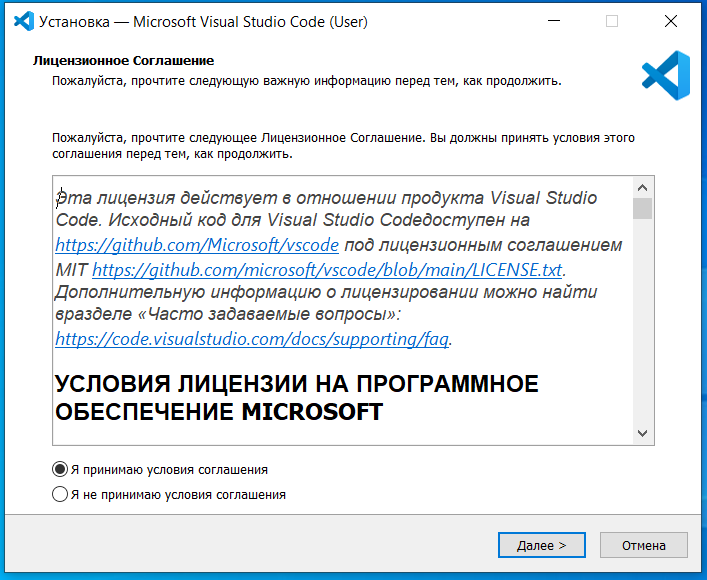 Установка — Microsoft Visual Studio Code (User)
Лицензионное Соглашение
Пожалуйста, прочтите следующую важную информацию перед тем, как продолжить.
Пожалуйста, прочтите следующее Лицензионное Соглашение. Вы должны принять условия этого
соглашения перед тем, как продолжить.
Эта лицензия действует в отношении продукта Visual Studio
Code. Исходный код для Visual Studio Codeдоступен на
https://github.com/Microsoft/vscode под лицензионным соглашением
MIT https://github.com/microsoft/vscode/blob/main/LICENSE.txt.
Дополнительную информацию о лицензировании можно найти
вразделе «Часто задаваемые вопросы»:
https://code.visualstudio.com/docs/supporting/faq.
УСЛОВИЯ ЛИЦЕНЗИИ НА ПРОГРАММНОЕ
ОБЕСПЕЧЕНИЕ MICROSOFT
Я принимаю условия соглашения
Я не принимаю условия соглашения
Далее >
Отмена